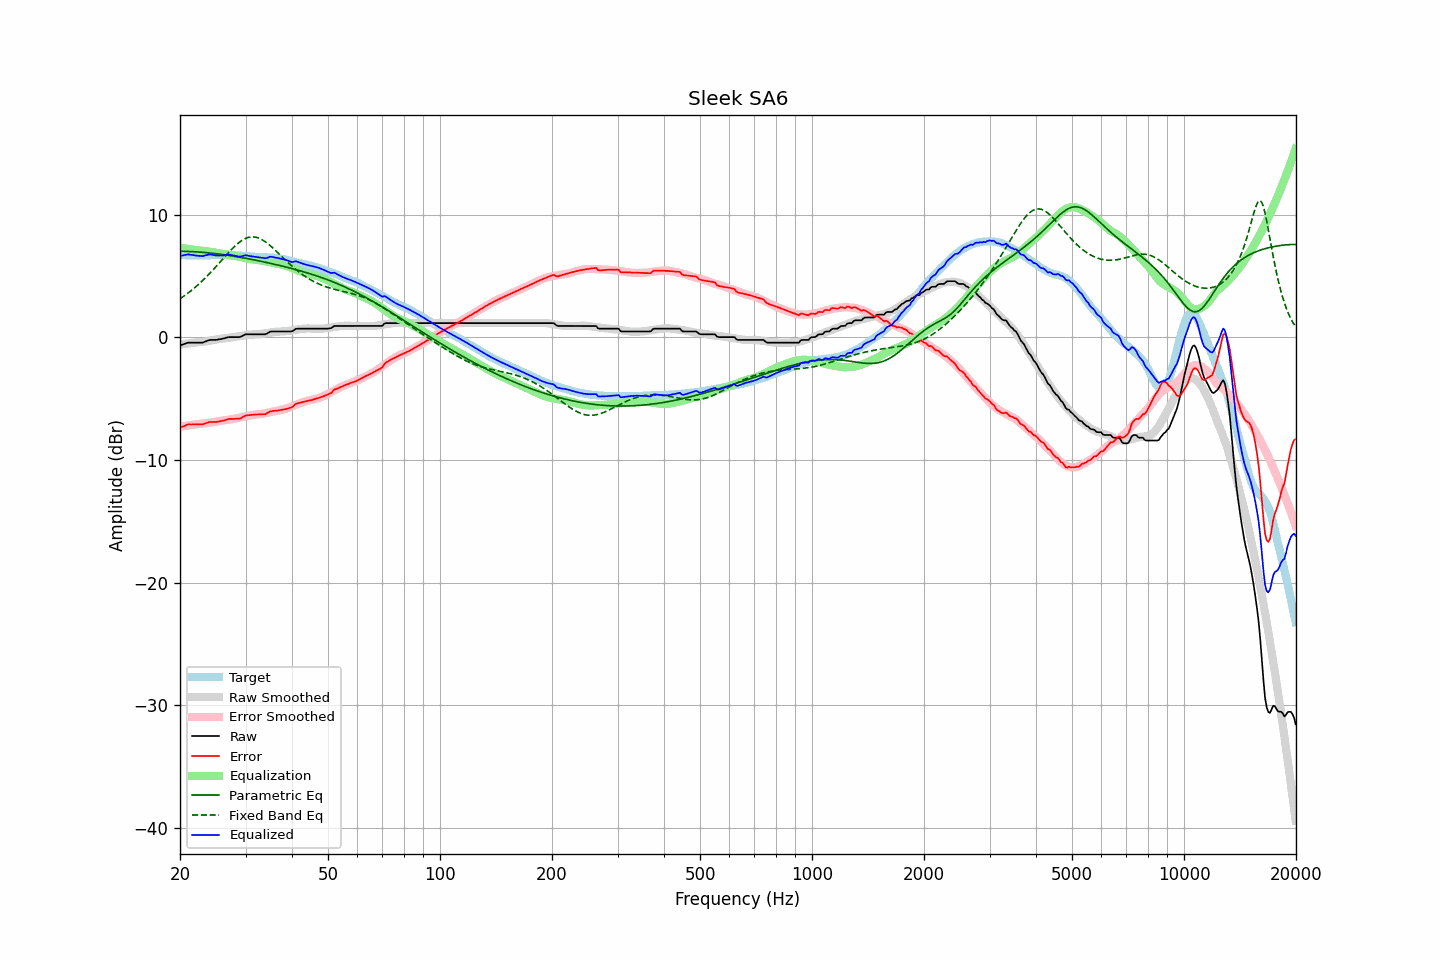 Sleek SA6
Amplitude (dBr)
10
0
−10
−20
−30
−40
Target
Raw Smoothed
Error Smoothed
Raw
Error
Equalization
Parametric Eq
Fixed Band Eq
Equalized
20 50 100 200 500 1000 2000 5000 10000 20000
Frequency (Hz)